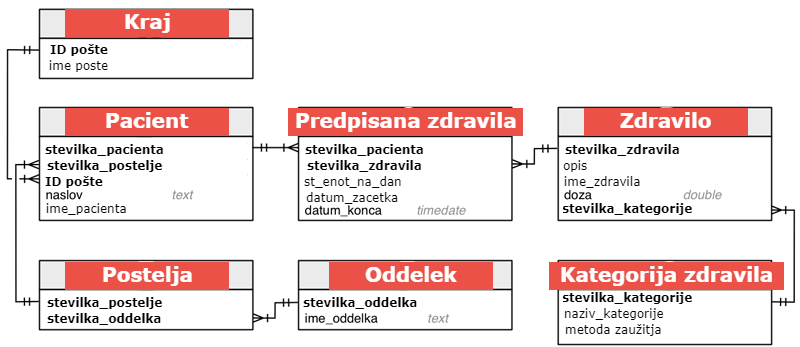 Kraj
ID pošte
ime poste
Pacient
stevilka_pacienta
stevilka_postelje
ID pošte
naslov text
ime_pacienta
Predpisana zdravila
stevilka_pacienta
stevilka_zdravila
st_enot_na_dan
datum_zacetka
datum_konca timedate
Zdravilo
stevilka_zdravila
opis
ime_zdravila
doza double
stevilka_kategorije
Postelja
stevilka_postelje
stevilka_oddelka
Oddelek
stevilka_oddelka
ime_oddelka text
Kategorija zdravila
stevilka_kategorije
naziv_kategorije
metoda zaužitja